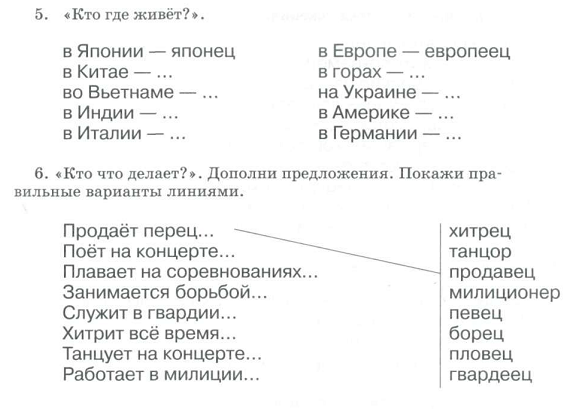 5. «Кто где живёт?».
в Японии — японец
в Китае — ...
во Вьетнаме — ...
в Индии — ...
в Италии — ...
в Европе — европеец
в горах — ...
на Украине — ...
в Америке — ...
в Германии — ...
6. «Кто что делает?». Дополни предложения. Покажи пра-
вильные варианты линиями.
Продаёт перец...
Поёт на концерте...
Плавает на соревнованиях...
Занимается борьбой...
Служит в гвардии...
Хитрит всё время...
Танцует на концерте...
Работает в милиции...
хитрец
танцор
продавец
милиционер
певец
борец
пловец
гвардеец